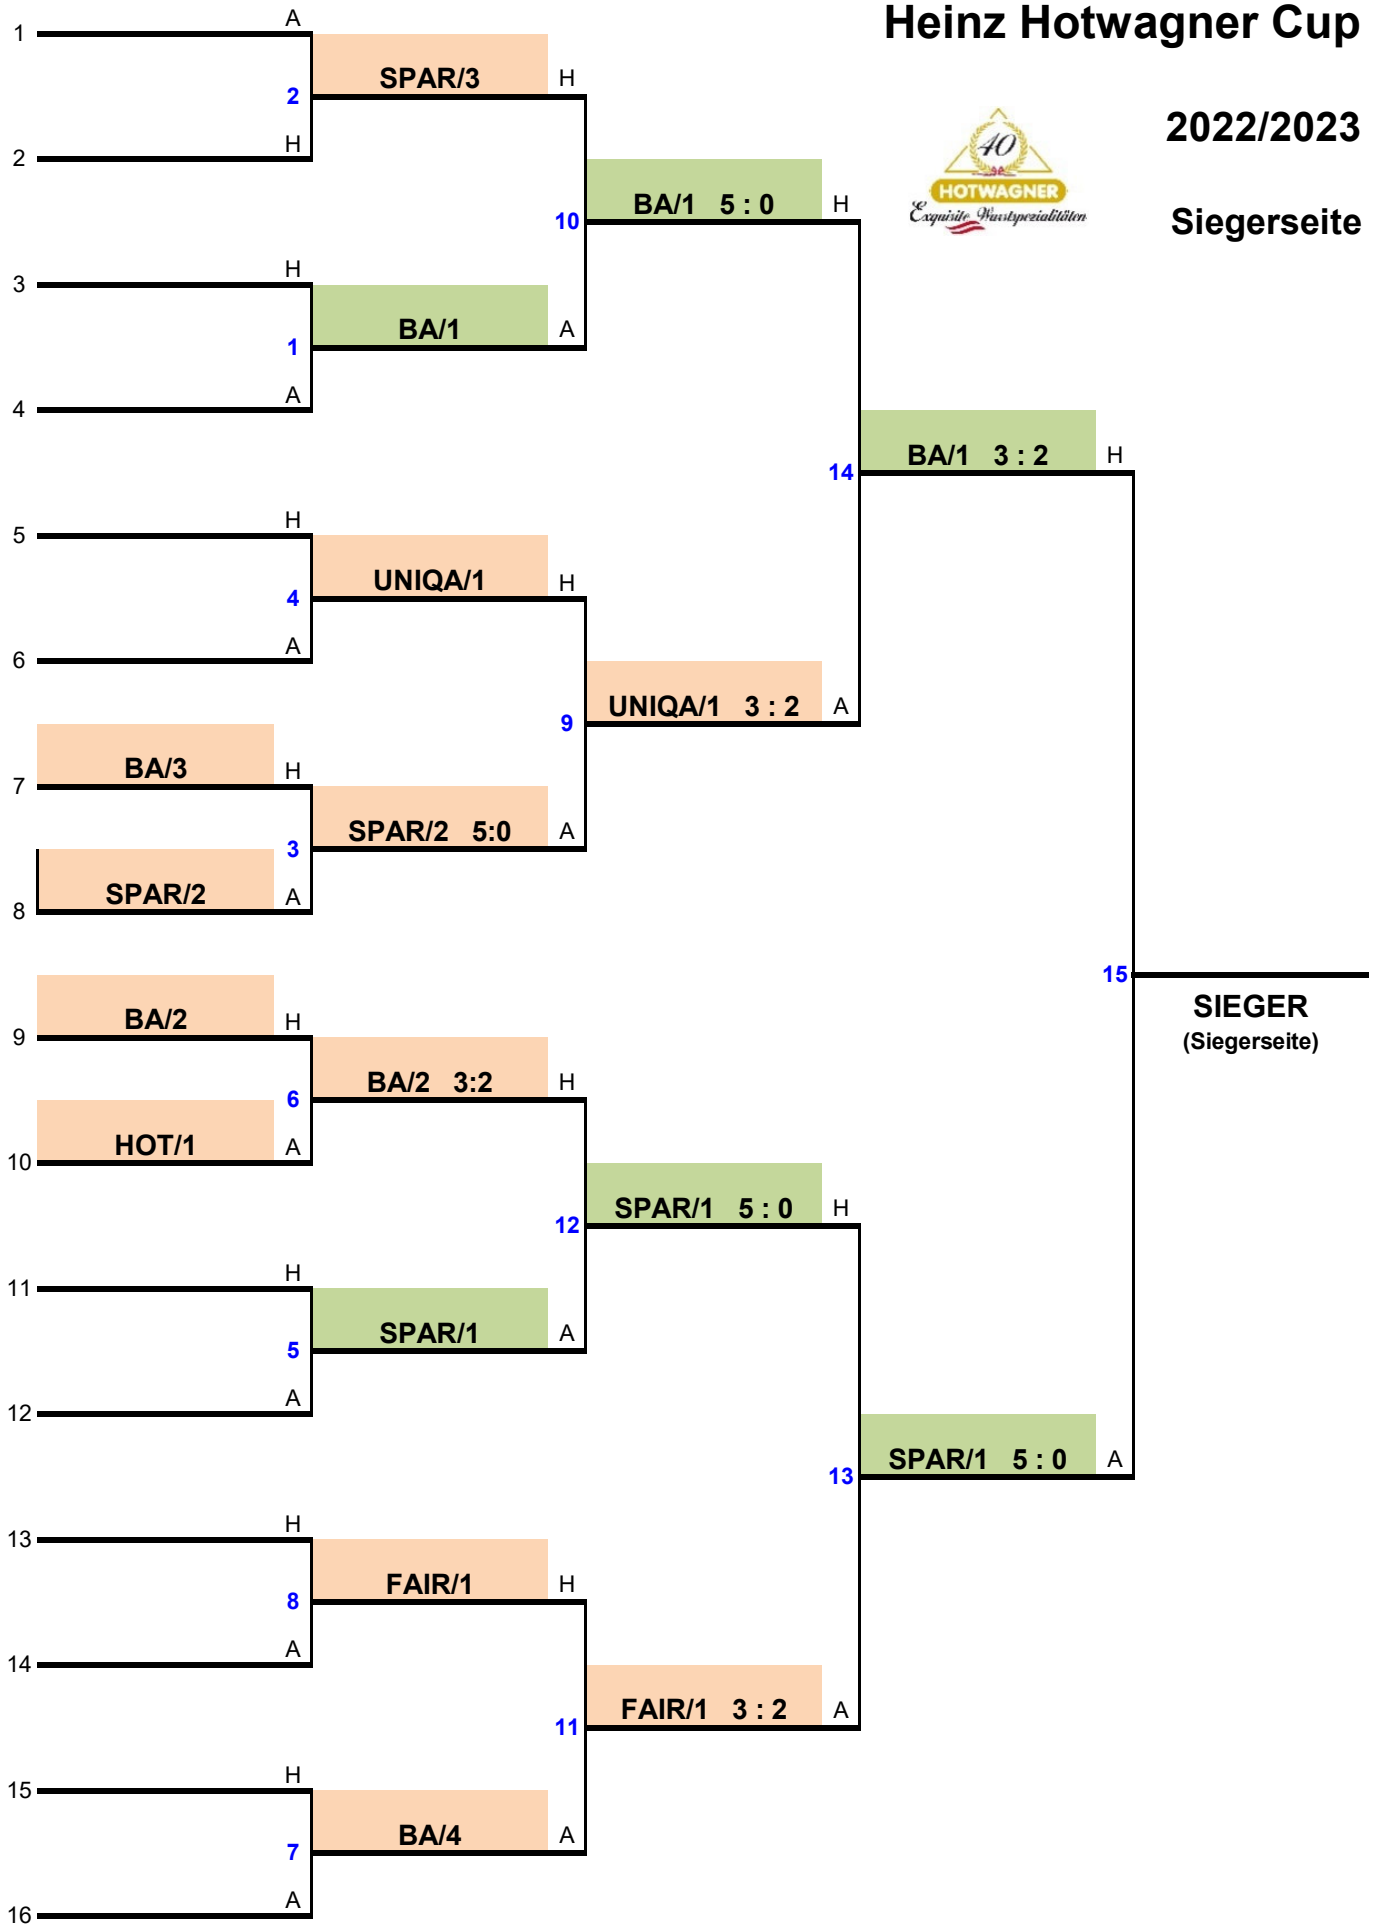 Heinz Hotwagner Cup
2022/2023
Siegerseite
40
HOTWAGNER
Exquisite Wurstspezialitäten
1 A
SPAR/3 H
2
2 H
BA/1 5 : 0 H
10
3 H
BA/1 A
1
4 A
BA/1 3 : 2 H
14
5 H
UNIQA/1 H
4
6 A
UNIQA/1 3 : 2 A
9
7 BA/3 H
SPAR/2 5:0 A
3
8 SPAR/2 A
15
SIEGER
(Siegerseite)
9 BA/2 H
BA/2 3:2 H
6
10 HOT/1 A
SPAR/1 5 : 0 H
12
11 H
SPAR/1 A
5
12 A
SPAR/1 5 : 0 A
13
13 H
FAIR/1 H
8
14 A
FAIR/1 3 : 2 A
11
15 H
BA/4 A
7
16 A